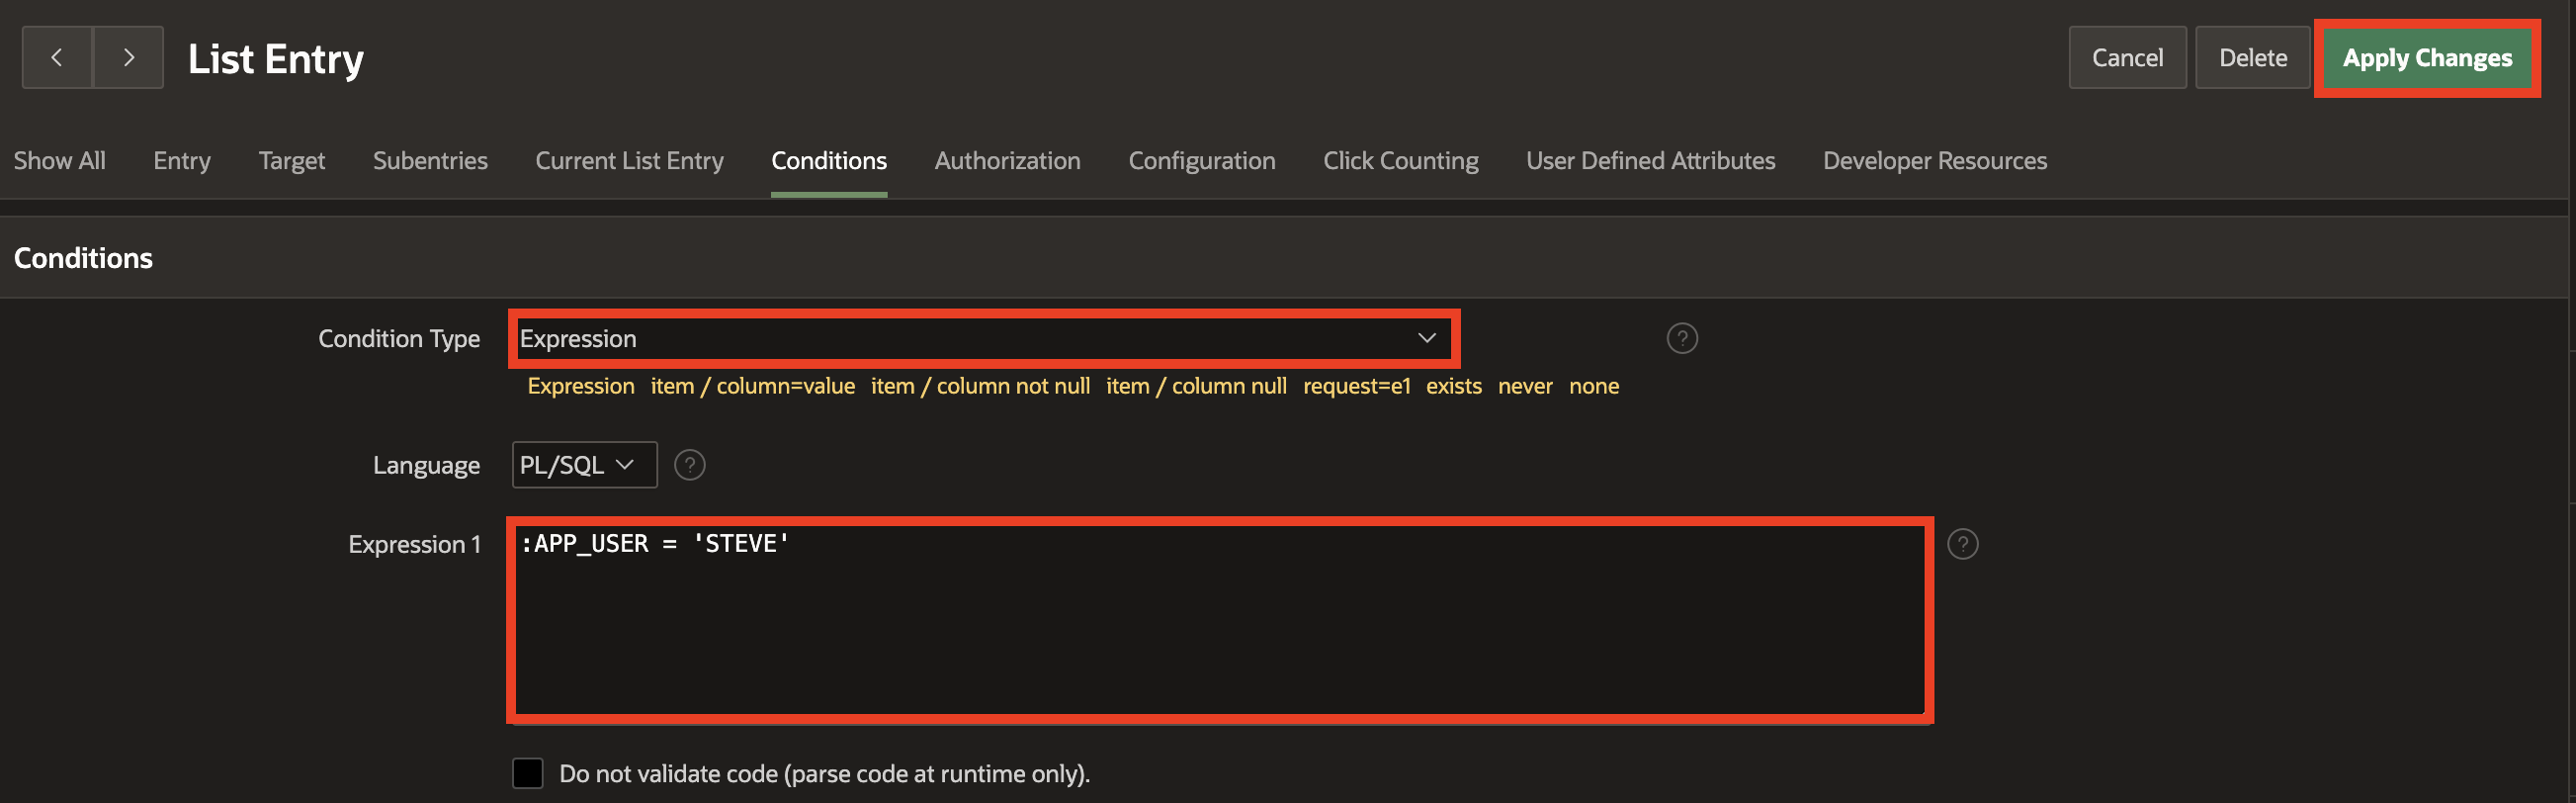 List Entry
Cancel Delete Apply Changes
Show All Entry Target Subentries Current List Entry Conditions Authorization Configuration Click Counting User Defined Attributes Developer Resources
Conditions
Condition Type Expression ?
Expression item / column=value item / column not null item / column null request=e1 exists never none
Language PL/SQL ?
Expression 1 :APP_USER = 'STEVE' ?
Do not validate code (parse code at runtime only).